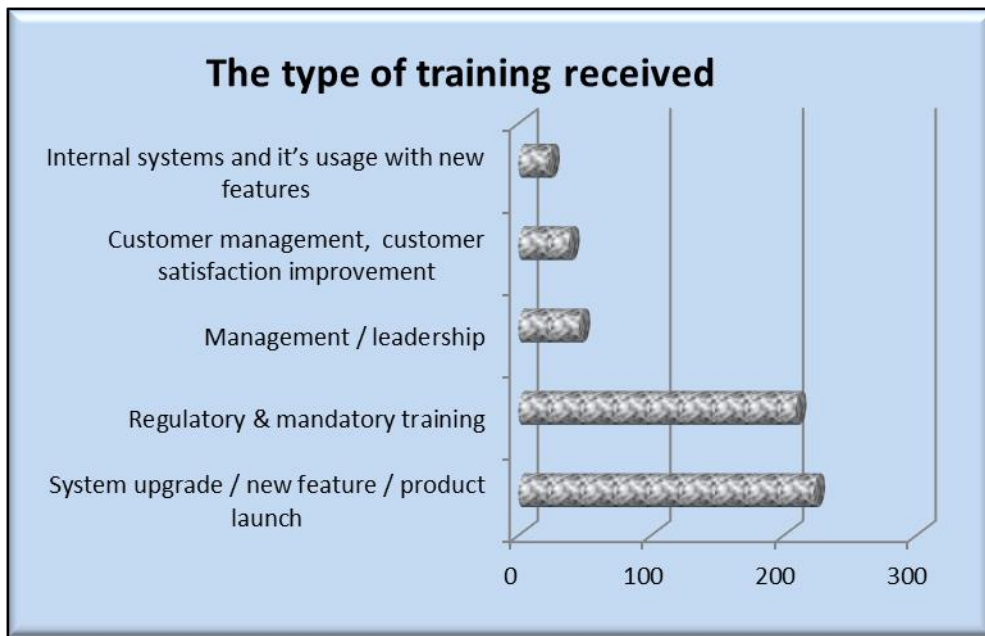 The type of training received
Internal systems and it’s usage with new
features
Customer management,  customer
satisfaction improvement
Management / leadership
Regulatory & mandatory training
System upgrade / new feature / product
launch
0 100 200 300